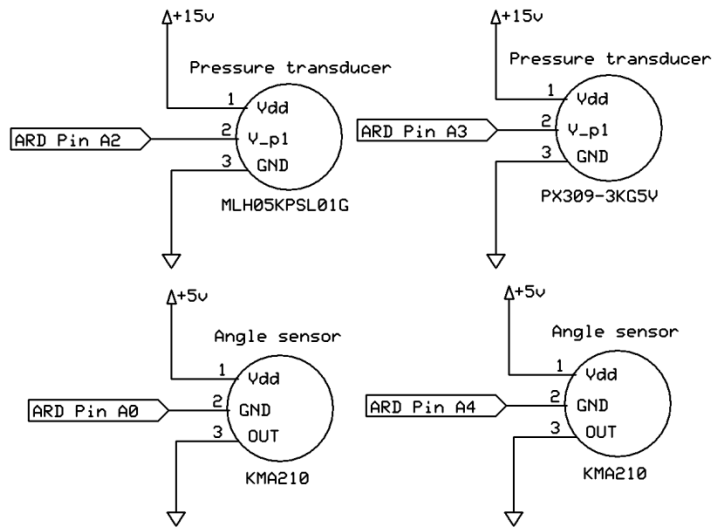 +15v
Pressure transducer
1 Vdd
ARD Pin A2 2 V_p1
3 GND
MLH05KPSL01G
+15v
Pressure transducer
1 Vdd
ARD Pin A3 2 V_p1
3 GND
PX309-3KG5V
+5v
Angle sensor
1 Vdd
ARD Pin A0 2 GND
3 OUT
KMA210
+5v
Angle sensor
1 Vdd
ARD Pin A4 2 GND
3 OUT
KMA210